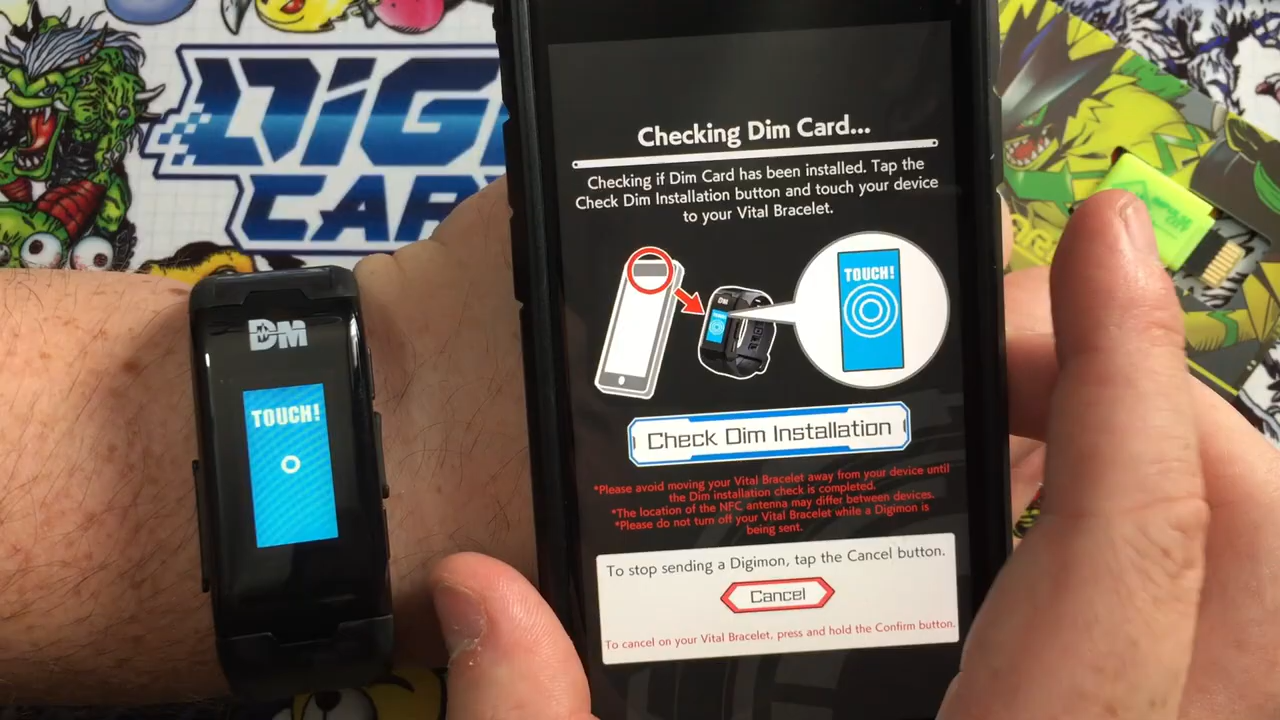 DIGI
CAR
DM
TOUCH!
Checking Dim Card...
Checking if Dim Card has been installed. Tap the
Check Dim Installation button and touch your device
to your Vital Bracelet.
DM
TOUCH!
Check Dim Installation
*Please avoid moving your Vital Bracelet away from your device until
the Dim installation check is completed.
*The location of the NFC antenna may differ between devices.
*Please do not turn off your Vital Bracelet while a Digimon is
being sent.
To stop sending a Digimon, tap the Cancel button.
Cancel
To cancel on your Vital Bracelet, press and hold the Confirm button.